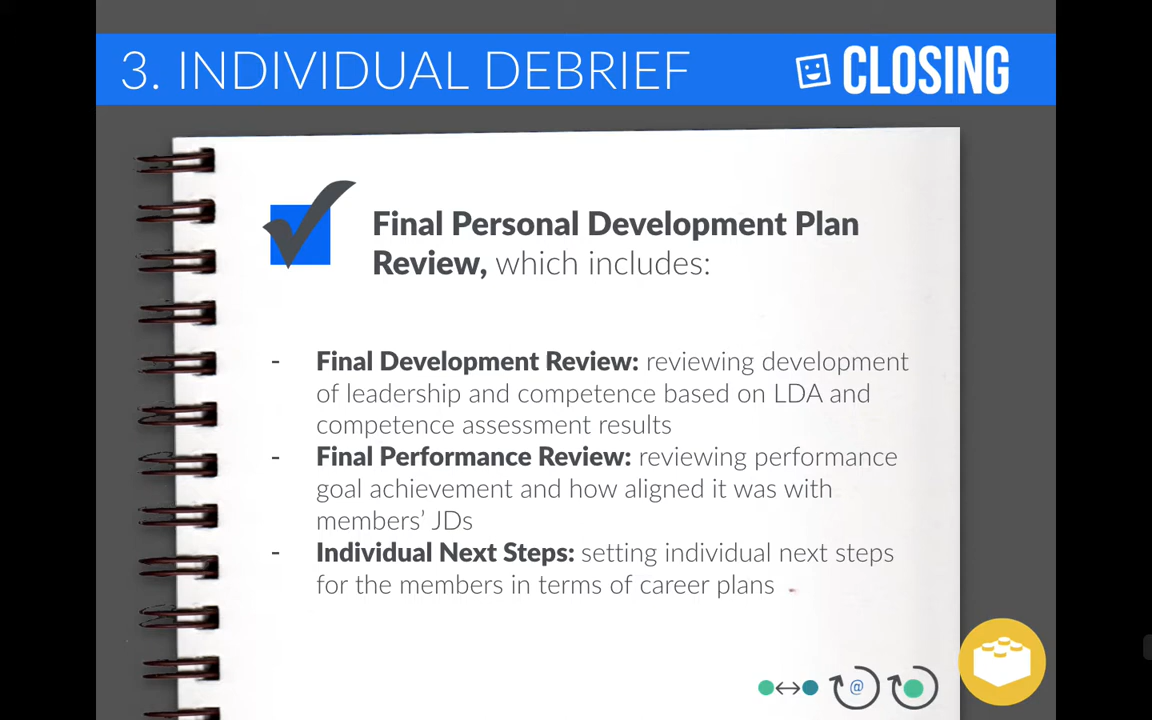 3. INDIVIDUAL DEBRIEF
CLOSING
Final Personal Development Plan
Review, which includes:
- Final Development Review: reviewing development
of leadership and competence based on LDA and
competence assessment results
- Final Performance Review: reviewing performance
goal achievement and how aligned it was with
members’ JDs
- Individual Next Steps: setting individual next steps
for the members in terms of career plans
@